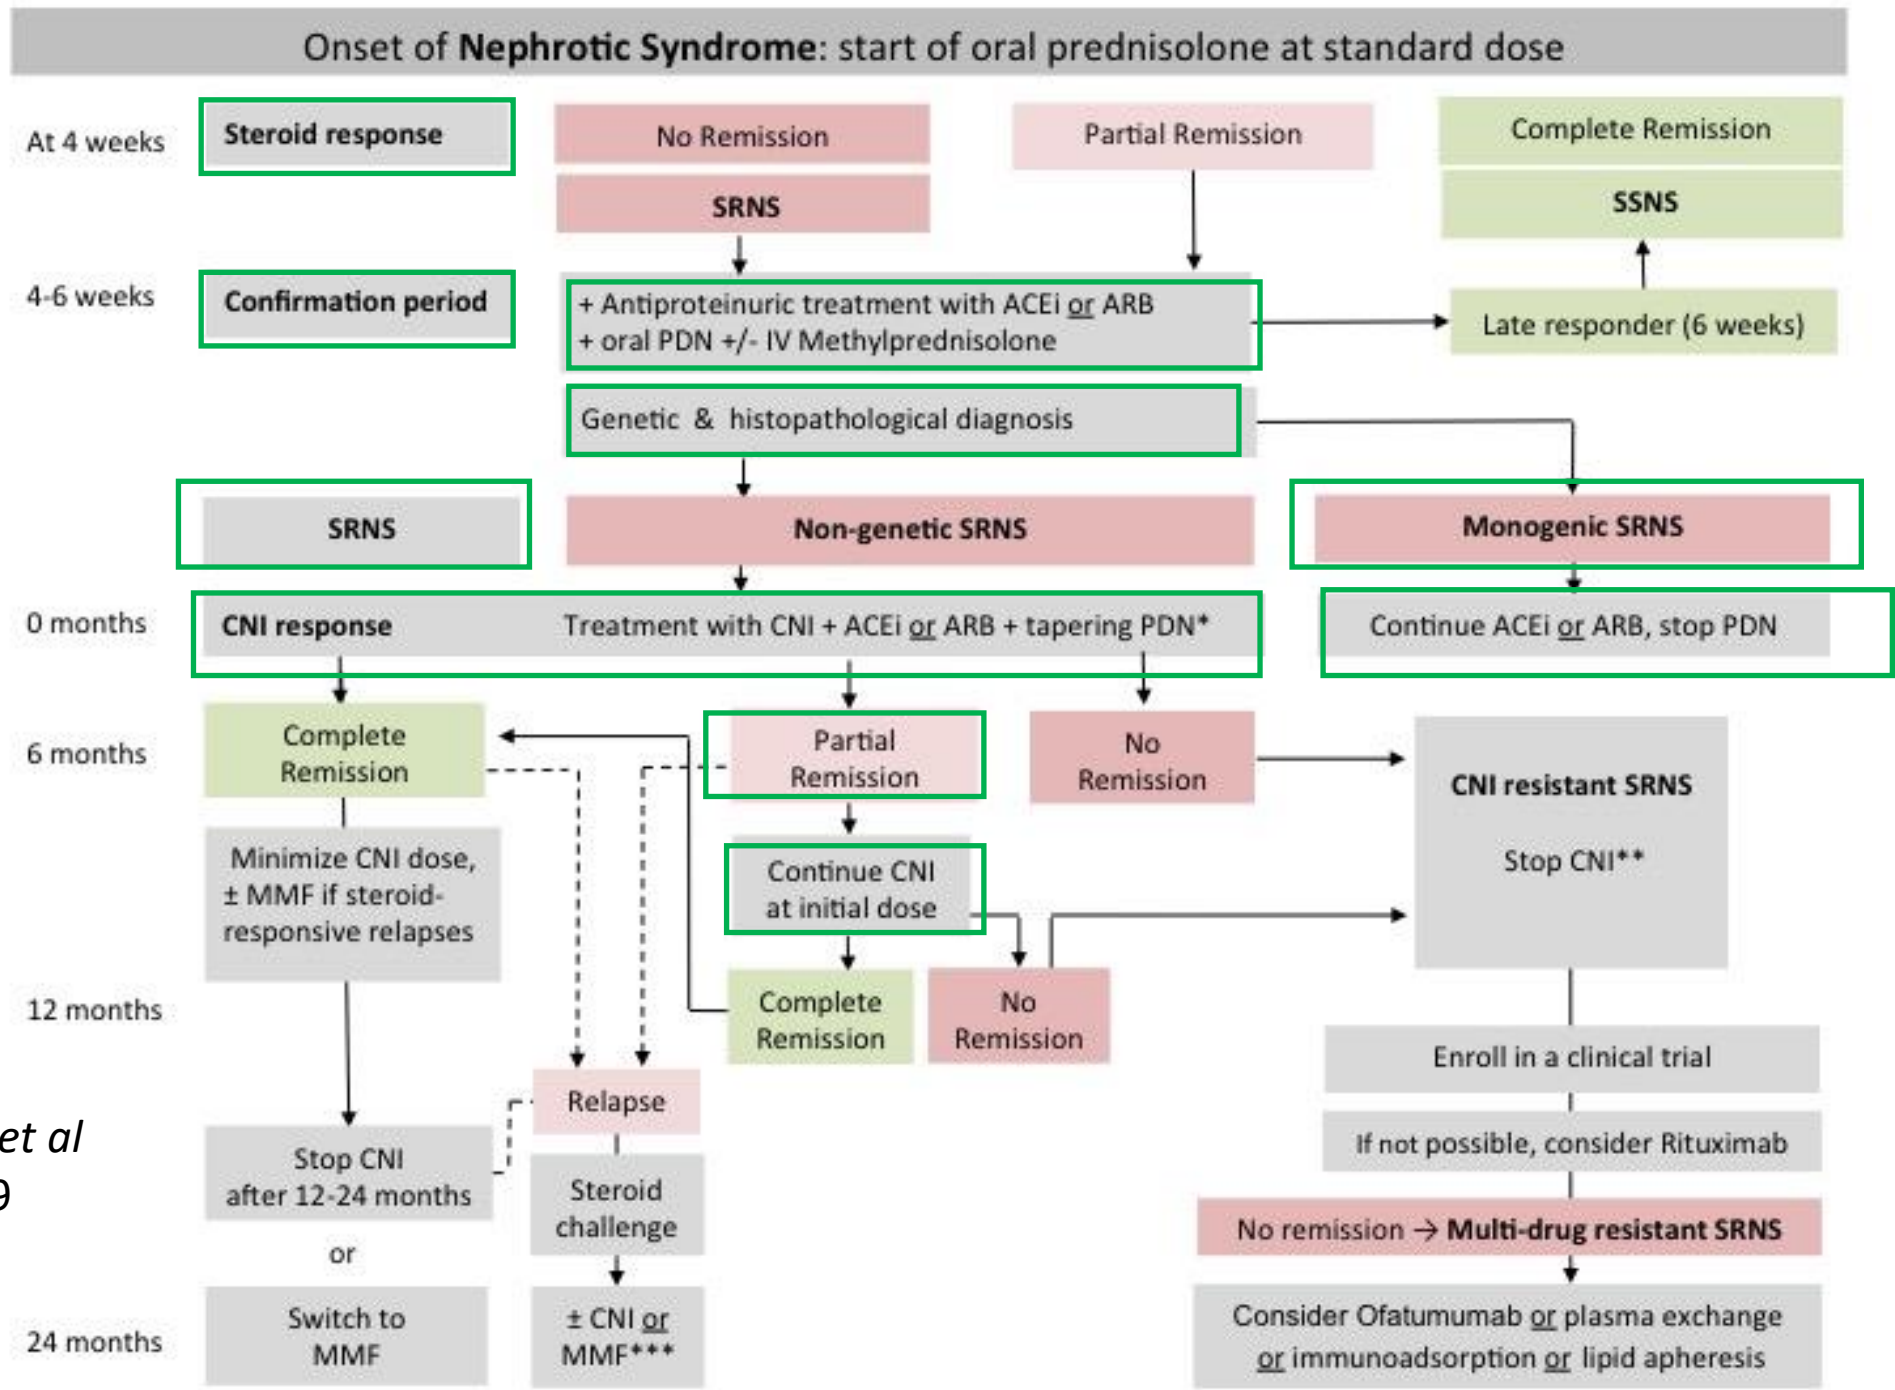 Onset of Nephrotic Syndrome: start of oral prednisolone at standard dose
At 4 weeks
Steroid response
No Remission
Partial Remission
Complete Remission
SRNS
SSNS
4-6 weeks
Confirmation period
+ Antiproteinuric treatment with ACEi or ARB
+ oral PDN +/- IV Methylprednisolone
Late responder (6 weeks)
Genetic & histopathological diagnosis
SRNS
Non-genetic SRNS
Monogenic SRNS
0 months
CNI response
Treatment with CNI + ACEi or ARB + tapering PDN*
Continue ACEi or ARB, stop PDN
6 months
Complete
Remission
Partial
Remission
No
Remission
CNI resistant SRNS
Stop CNI**
Minimize CNI dose,
± MMF if steroid-
responsive relapses
Continue CNI
at initial dose
12 months
Complete
Remission
No
Remission
Enroll in a clinical trial
Relapse
et al
9
Stop CNI
after 12-24 months
If not possible, consider Rituximab
Steroid
challenge
No remission → Multi-drug resistant SRNS
or
24 months
Switch to
MMF
± CNI or
MMF***
Consider Ofatumumab or plasma exchange
or immunoadsorption or lipid apheresis